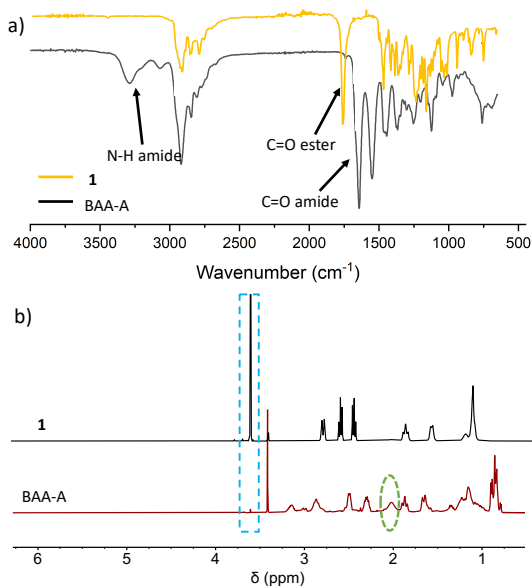 a)
N-H amide
C=O ester
1
BAA-A
C=O amide
4000 3500 3000 2500 2000 1500 1000 500
Wavenumber (cm-1)
b)
1
BAA-A
6 5 4 3 2 1
δ (ppm)